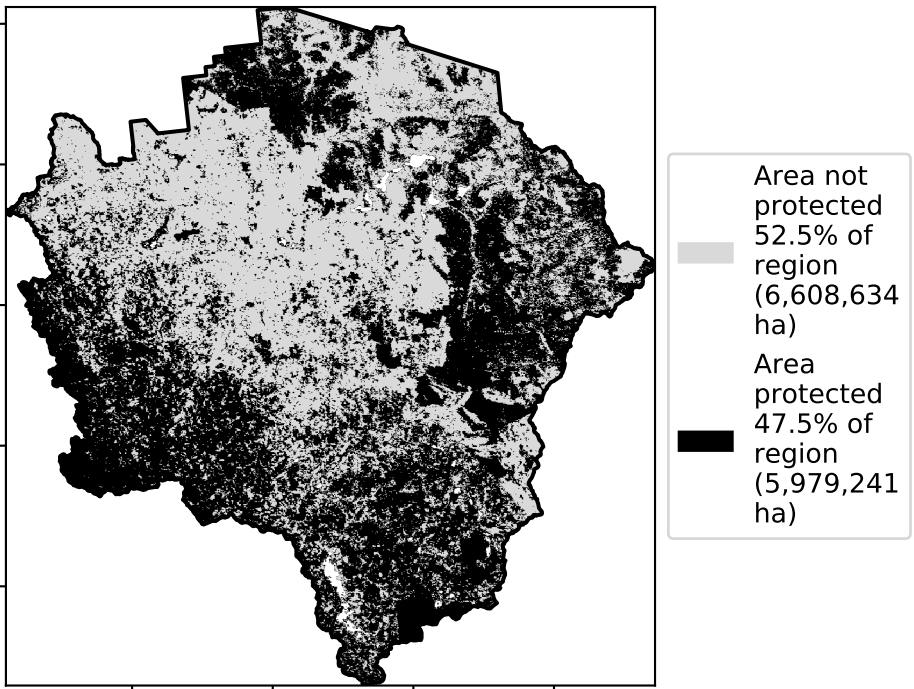 Area not
protected
52.5% of
region
(6,608,634
ha)
Area
protected
47.5% of
region
(5,979,241
ha)